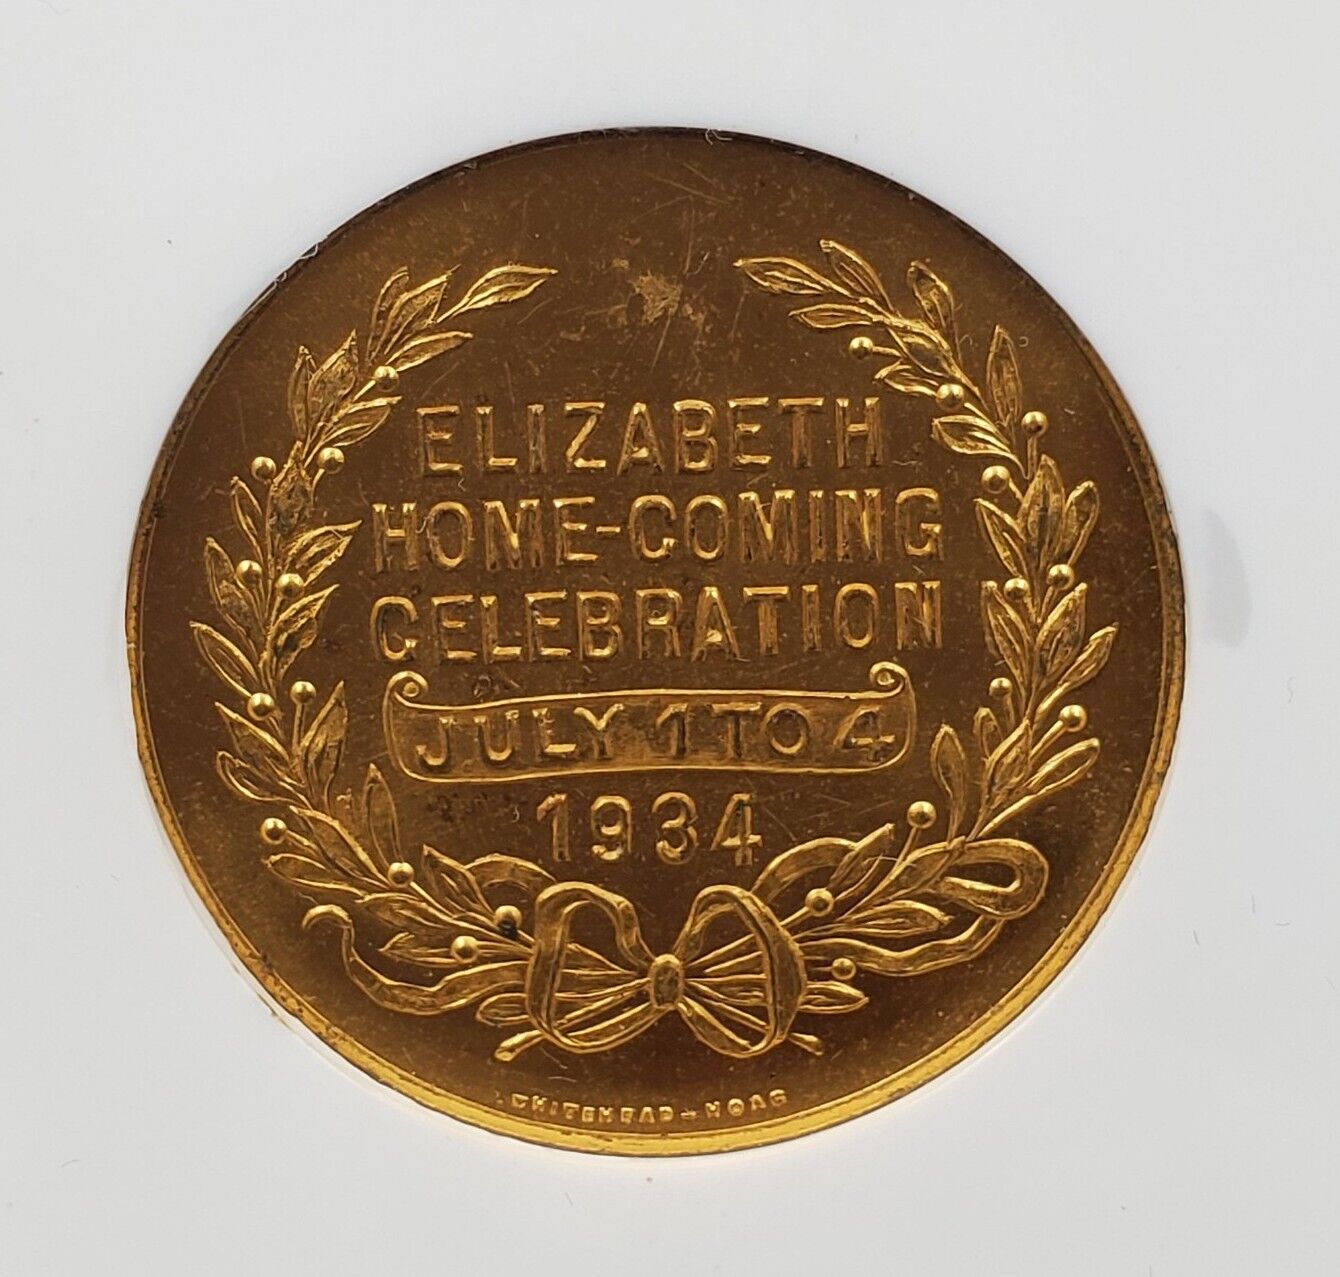 ELIZABETH
HOME-COMING
CELEBRATION
JULY 1 TO 4
1934
WHITEHEAD - HOAG